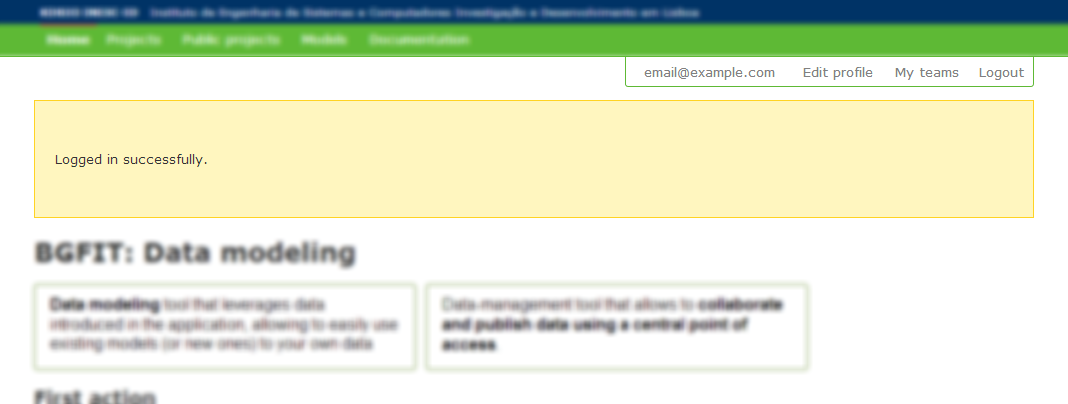 Instituto de Engenharia de Sistemas e Computadores Investigação e Desenvolvimento em Lisboa
Home Projects Public projects Models Documentation
email@example.com Edit profile My teams Logout
Logged in successfully.
BGFIT: Data modeling
Data modeling tool that leverages data
introduced in the application, allowing to easily use
existing models (or new ones) to your own data
Data-management tool that allows to collaborate
and publish data using a central point of
access.
First action